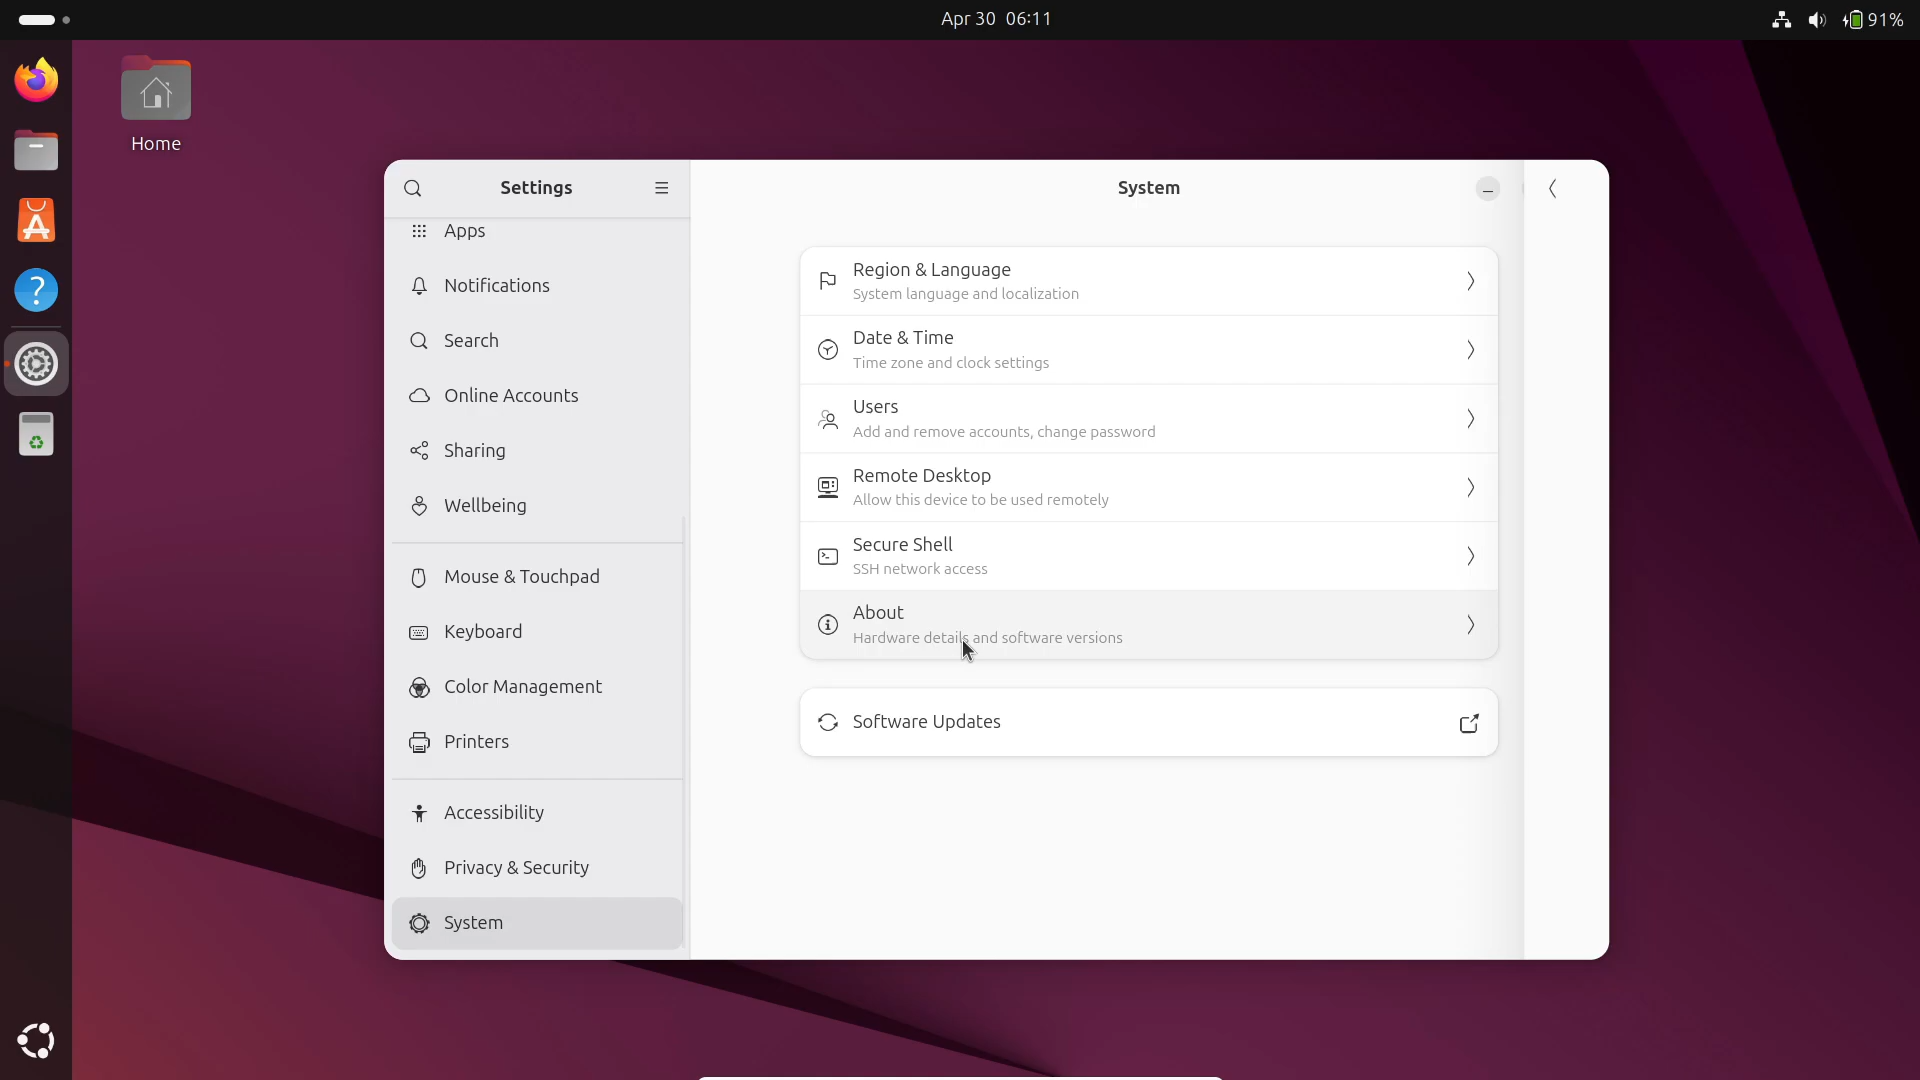 Apr 30 06:11
91%
Home
Settings
System
Apps
Notifications
Search
Online Accounts
Sharing
Wellbeing
Mouse & Touchpad
Keyboard
Color Management
Printers
Accessibility
Privacy & Security
System
Region & Language
System language and localization
Date & Time
Time zone and clock settings
Users
Add and remove accounts, change password
Remote Desktop
Allow this device to be used remotely
Secure Shell
SSH network access
About
Hardware details and software versions
Software Updates